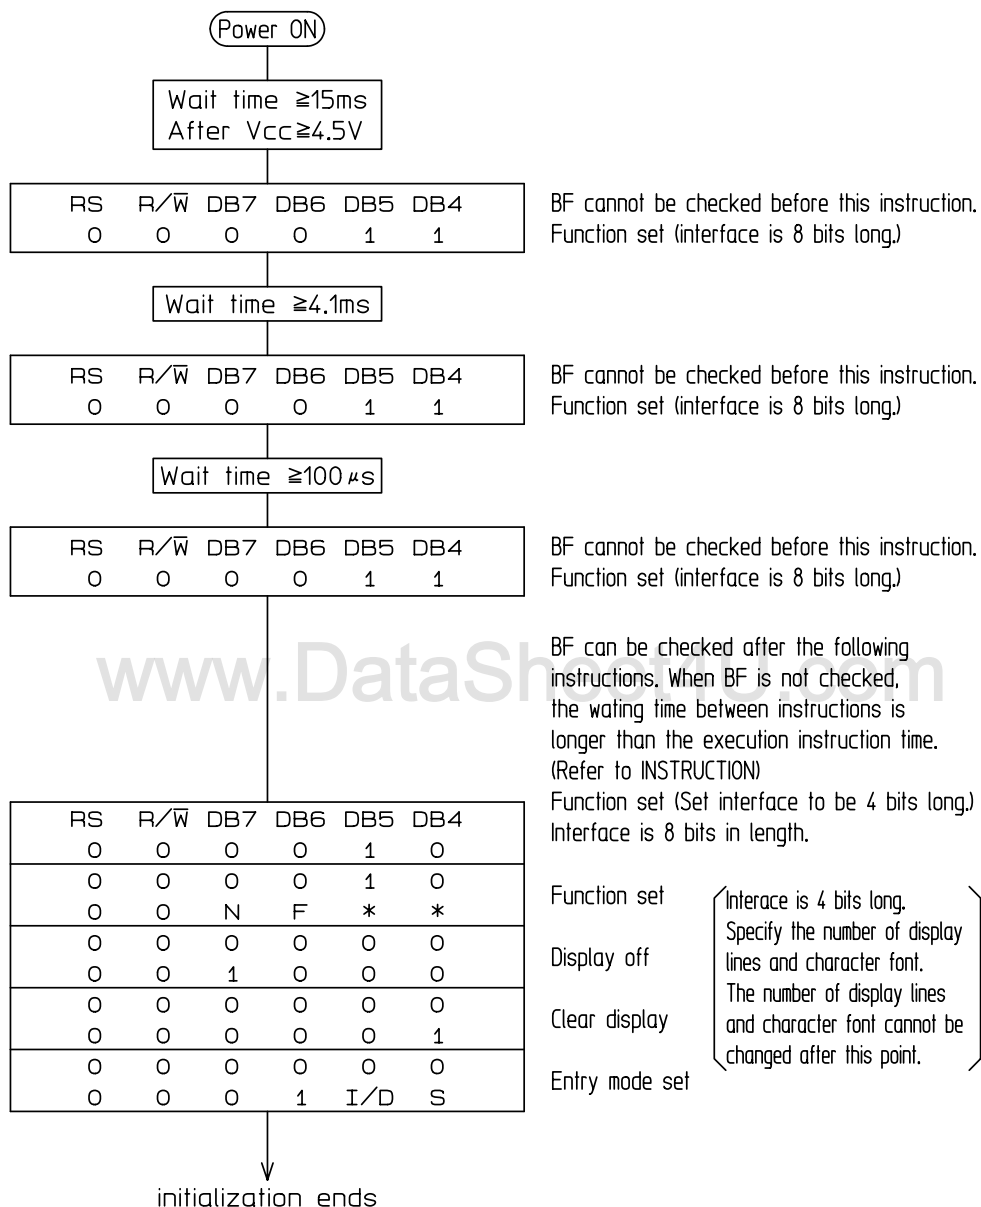 Power ON
Wait time ≧15ms
After Vcc≧4.5V
RS R/W̅ DB7 DB6 DB5 DB4
0 0 0 0 1 1
BF cannot be checked before this instruction.
Function set (interface is 8 bits long.)
Wait time ≧4.1ms
RS R/W̅ DB7 DB6 DB5 DB4
0 0 0 0 1 1
BF cannot be checked before this instruction.
Function set (interface is 8 bits long.)
Wait time ≧100μs
RS R/W̅ DB7 DB6 DB5 DB4
0 0 0 0 1 1
BF cannot be checked before this instruction.
Function set (interface is 8 bits long.)
www.DataSheet4U.com
BF can be checked after the following
instructions. When BF is not checked,
the wating time between instructions is
longer than the execution instruction time.
(Refer to INSTRUCTION)
Function set (Set interface to be 4 bits long.)
Interface is 8 bits in length.
RS R/W̅ DB7 DB6 DB5 DB4
0 0 0 0 1 0
0 0 0 0 1 0
0 0 N F * *
0 0 0 0 0 0
0 0 1 0 0 0
0 0 0 0 0 0
0 0 0 0 0 1
0 0 0 0 0 0
0 0 0 1 I/D S
Function set
Display off
Clear display
Entry mode set
Interace is 4 bits long.
Specify the number of display
lines and character font.
The number of display lines
and character font cannot be
changed after this point.
initialization ends